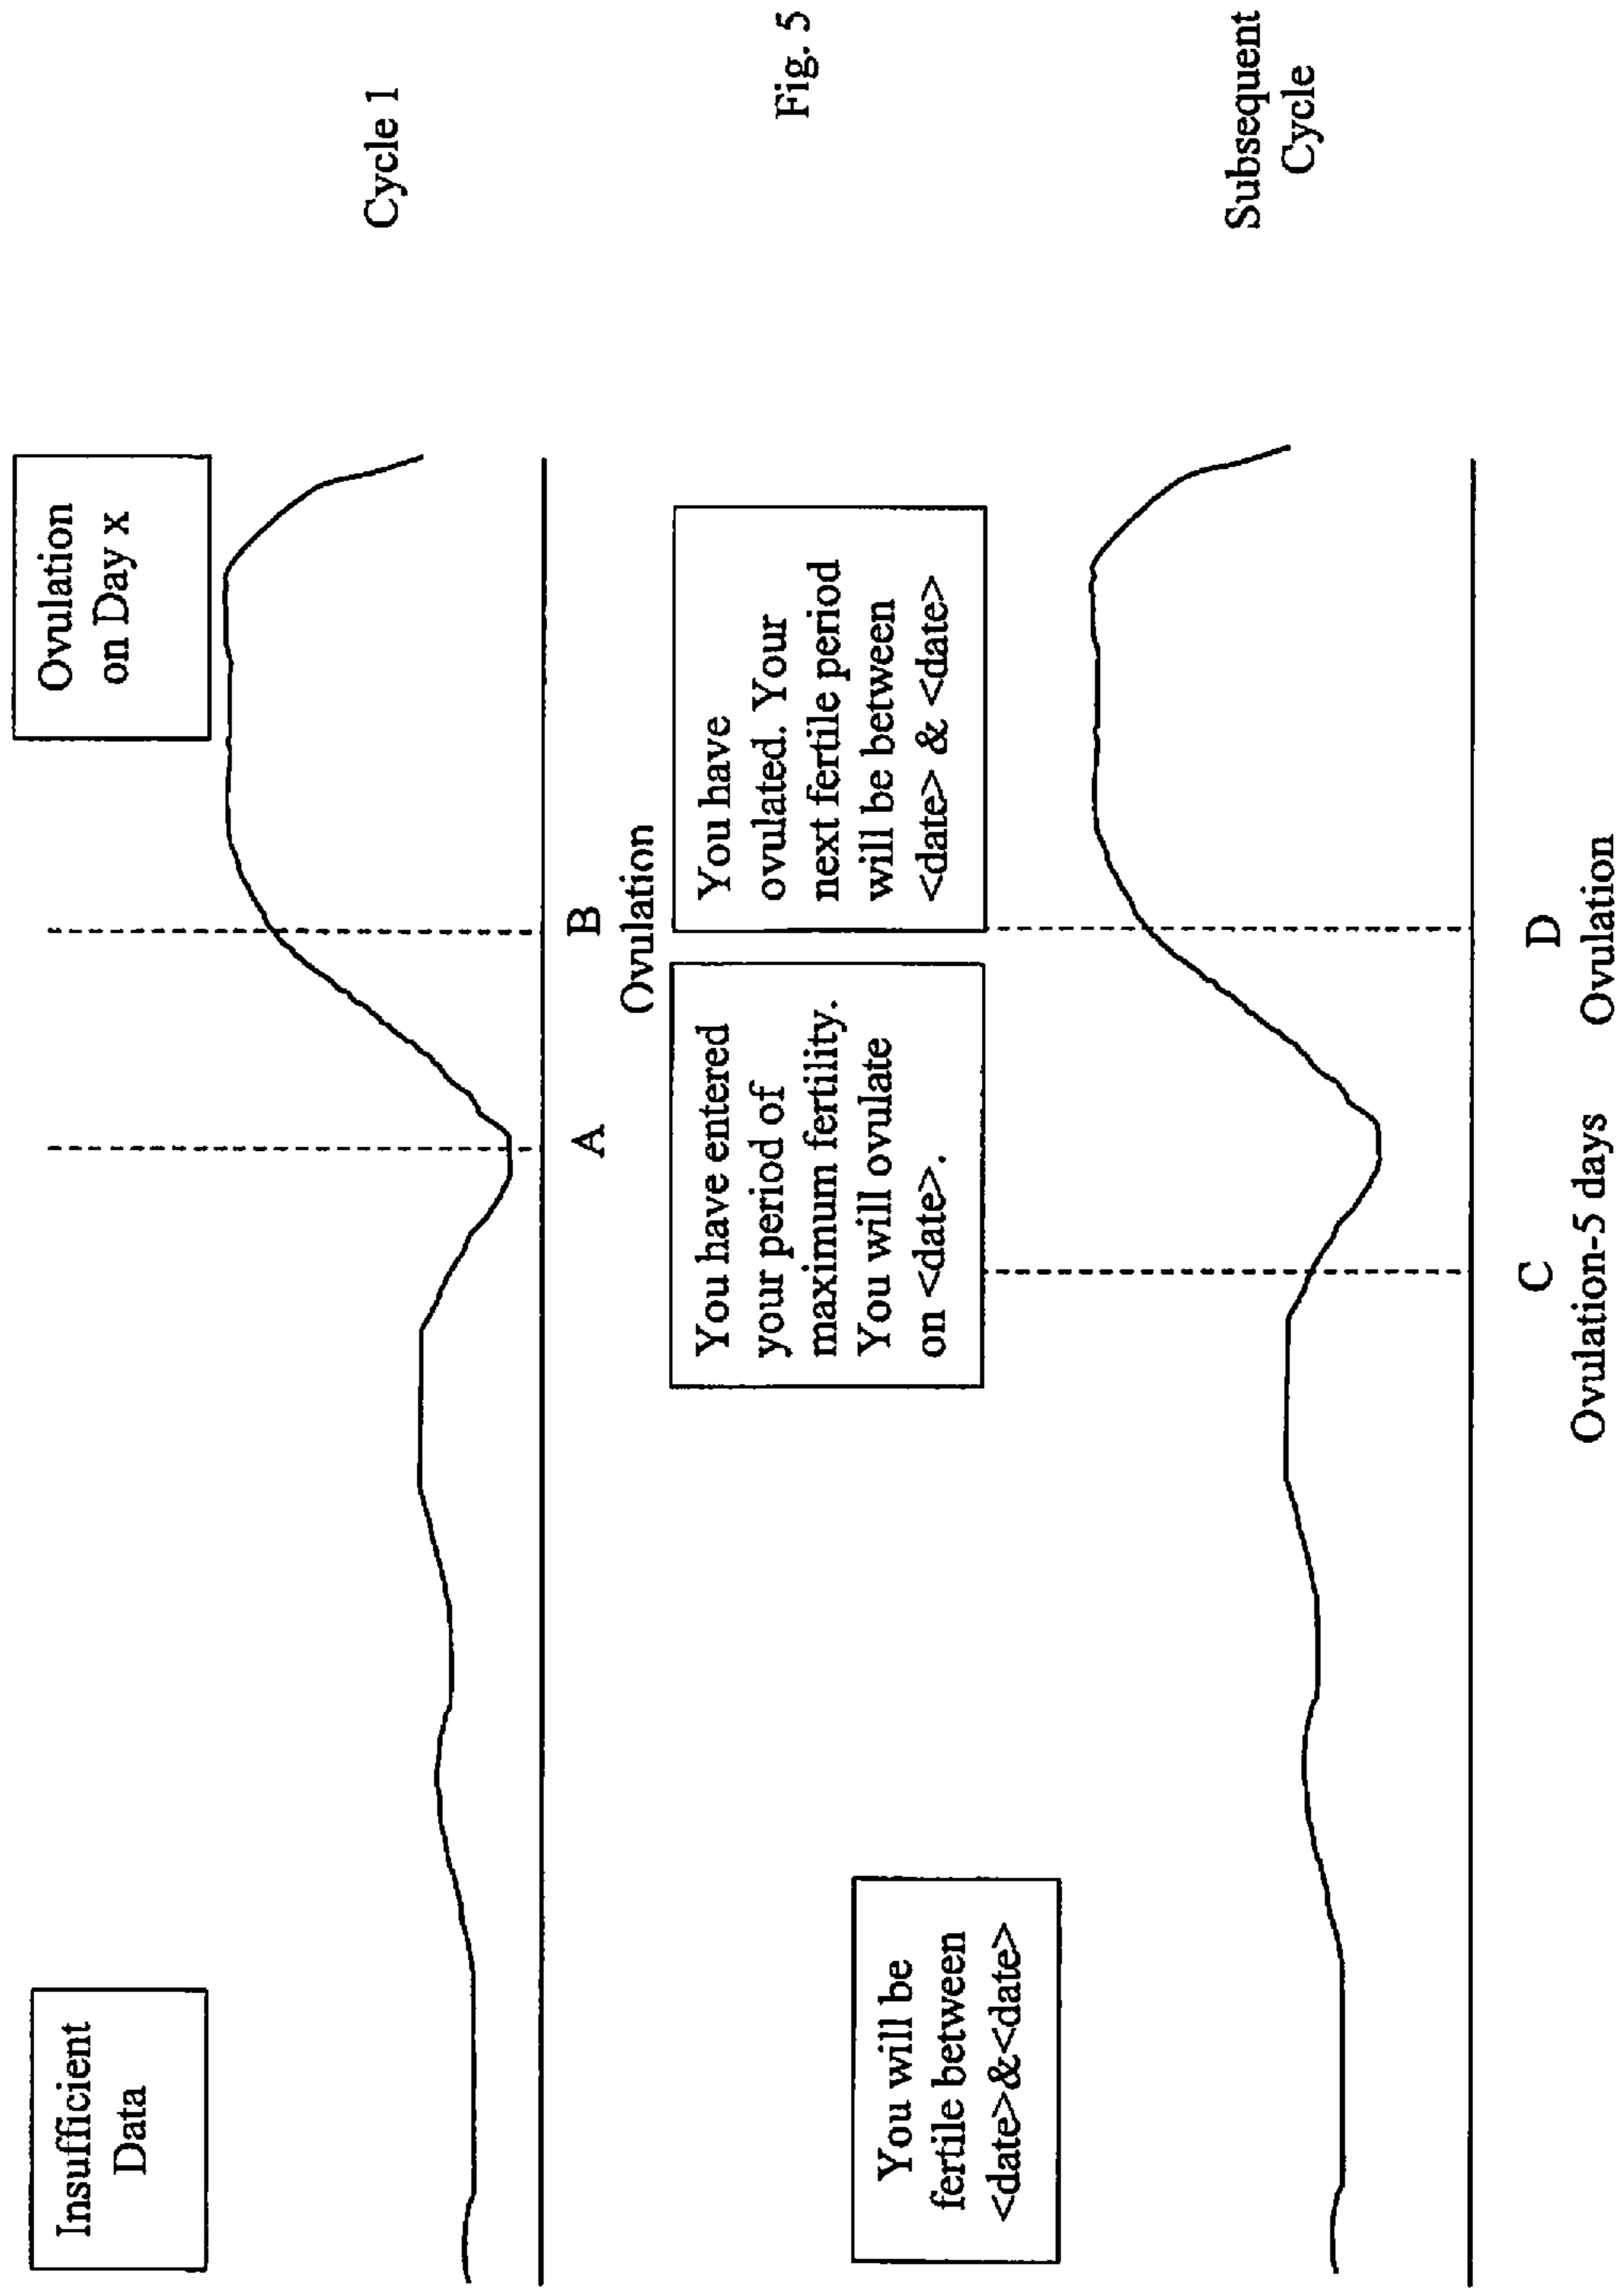 Insufficient
Data
Ovulation
on Day x
Cycle 1
A
B
Ovulation
Fig. 5
You will be
fertile between
<date>&<date>
You have entered
your period of
maximum fertility.
You will ovulate
on <date>.
You have
ovulated. Your
next fertile period
will be between
<date> & <date>
Subsequent
Cycle
C
Ovulation-5 days
D
Ovulation